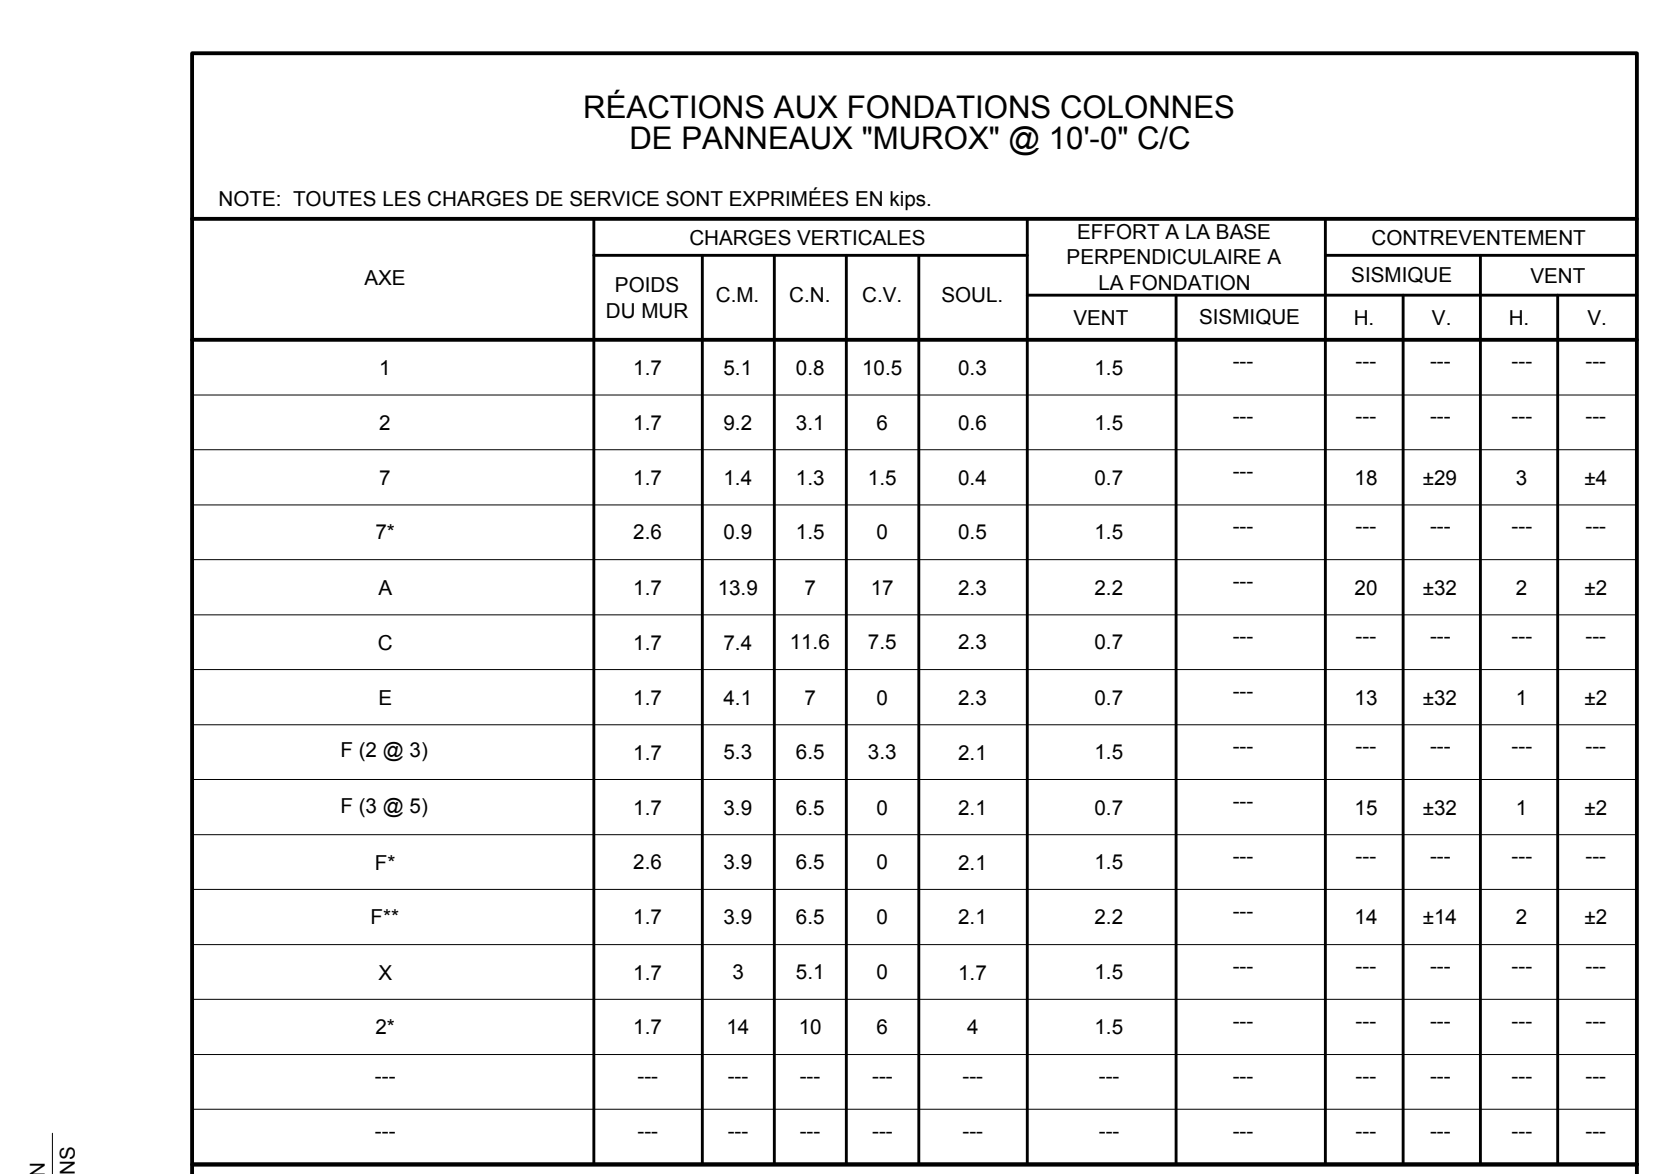 RÉACTIONS AUX FONDATIONS COLONNES
DE PANNEAUX "MUROX" @ 10'-0" C/C
NOTE: TOUTES LES CHARGES DE SERVICE SONT EXPRIMÉES EN kips.
AXE CHARGES VERTICALES EFFORT A LA BASE PERPENDICULAIRE A LA FONDATION CONTREVENTEMENT
POIDS DU MUR C.M. C.N. C.V. SOUL. SISMIQUE VENT
VENT SISMIQUE H. V. H. V.
1 1.7 5.1 0.8 10.5 0.3 1.5 --- --- --- --- ---
2 1.7 9.2 3.1 6 0.6 1.5 --- --- --- --- ---
7 1.7 1.4 1.3 1.5 0.4 0.7 --- 18 ±29 3 ±4
7* 2.6 0.9 1.5 0 0.5 1.5 --- --- --- --- ---
A 1.7 13.9 7 17 2.3 2.2 --- 20 ±32 2 ±2
C 1.7 7.4 11.6 7.5 2.3 0.7 --- --- --- --- ---
E 1.7 4.1 7 0 2.3 0.7 --- 13 ±32 1 ±2
F (2 @ 3) 1.7 5.3 6.5 3.3 2.1 1.5 --- --- --- --- ---
F (3 @ 5) 1.7 3.9 6.5 0 2.1 0.7 --- 15 ±32 1 ±2
F* 2.6 3.9 6.5 0 2.1 1.5 --- --- --- --- ---
F** 1.7 3.9 6.5 0 2.1 2.2 --- 14 ±14 2 ±2
X 1.7 3 5.1 0 1.7 1.5 --- --- --- --- ---
2* 1.7 14 10 6 4 1.5 --- --- --- --- ---
--- --- --- --- --- --- --- --- --- --- --- ---
--- --- --- --- --- --- --- --- --- --- --- ---